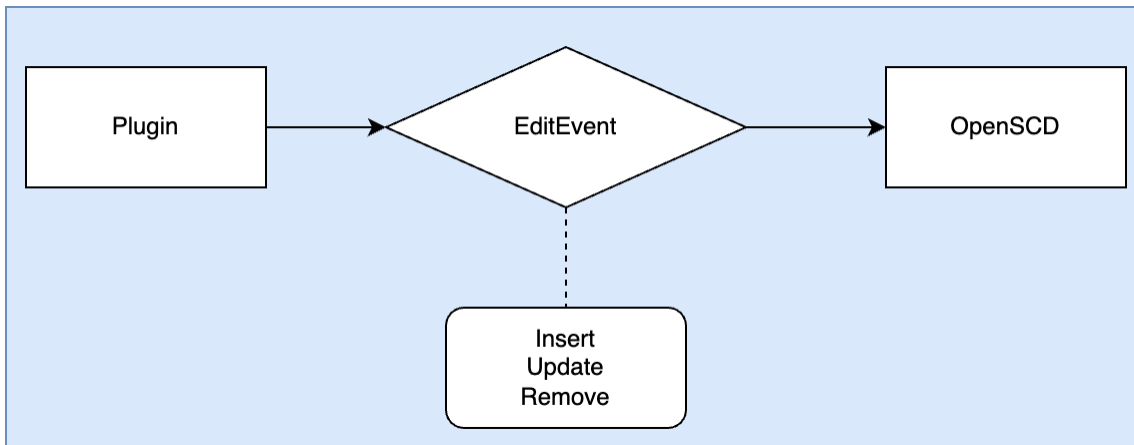 Plugin
EditEvent
OpenSCD
Insert
Update
Remove